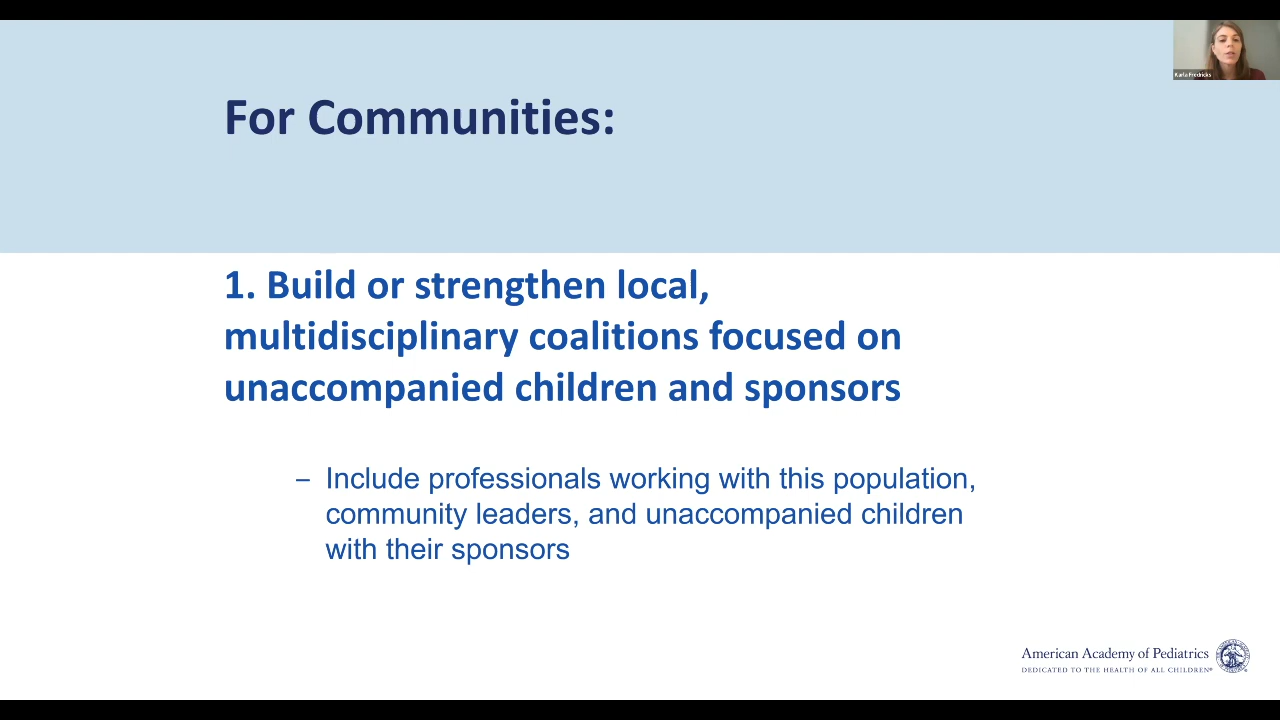 Karla Fredricks
For Communities:
1. Build or strengthen local,
multidisciplinary coalitions focused on
unaccompanied children and sponsors
– Include professionals working with this population,
community leaders, and unaccompanied children
with their sponsors
American Academy of Pediatrics
DEDICATED TO THE HEALTH OF ALL CHILDREN®